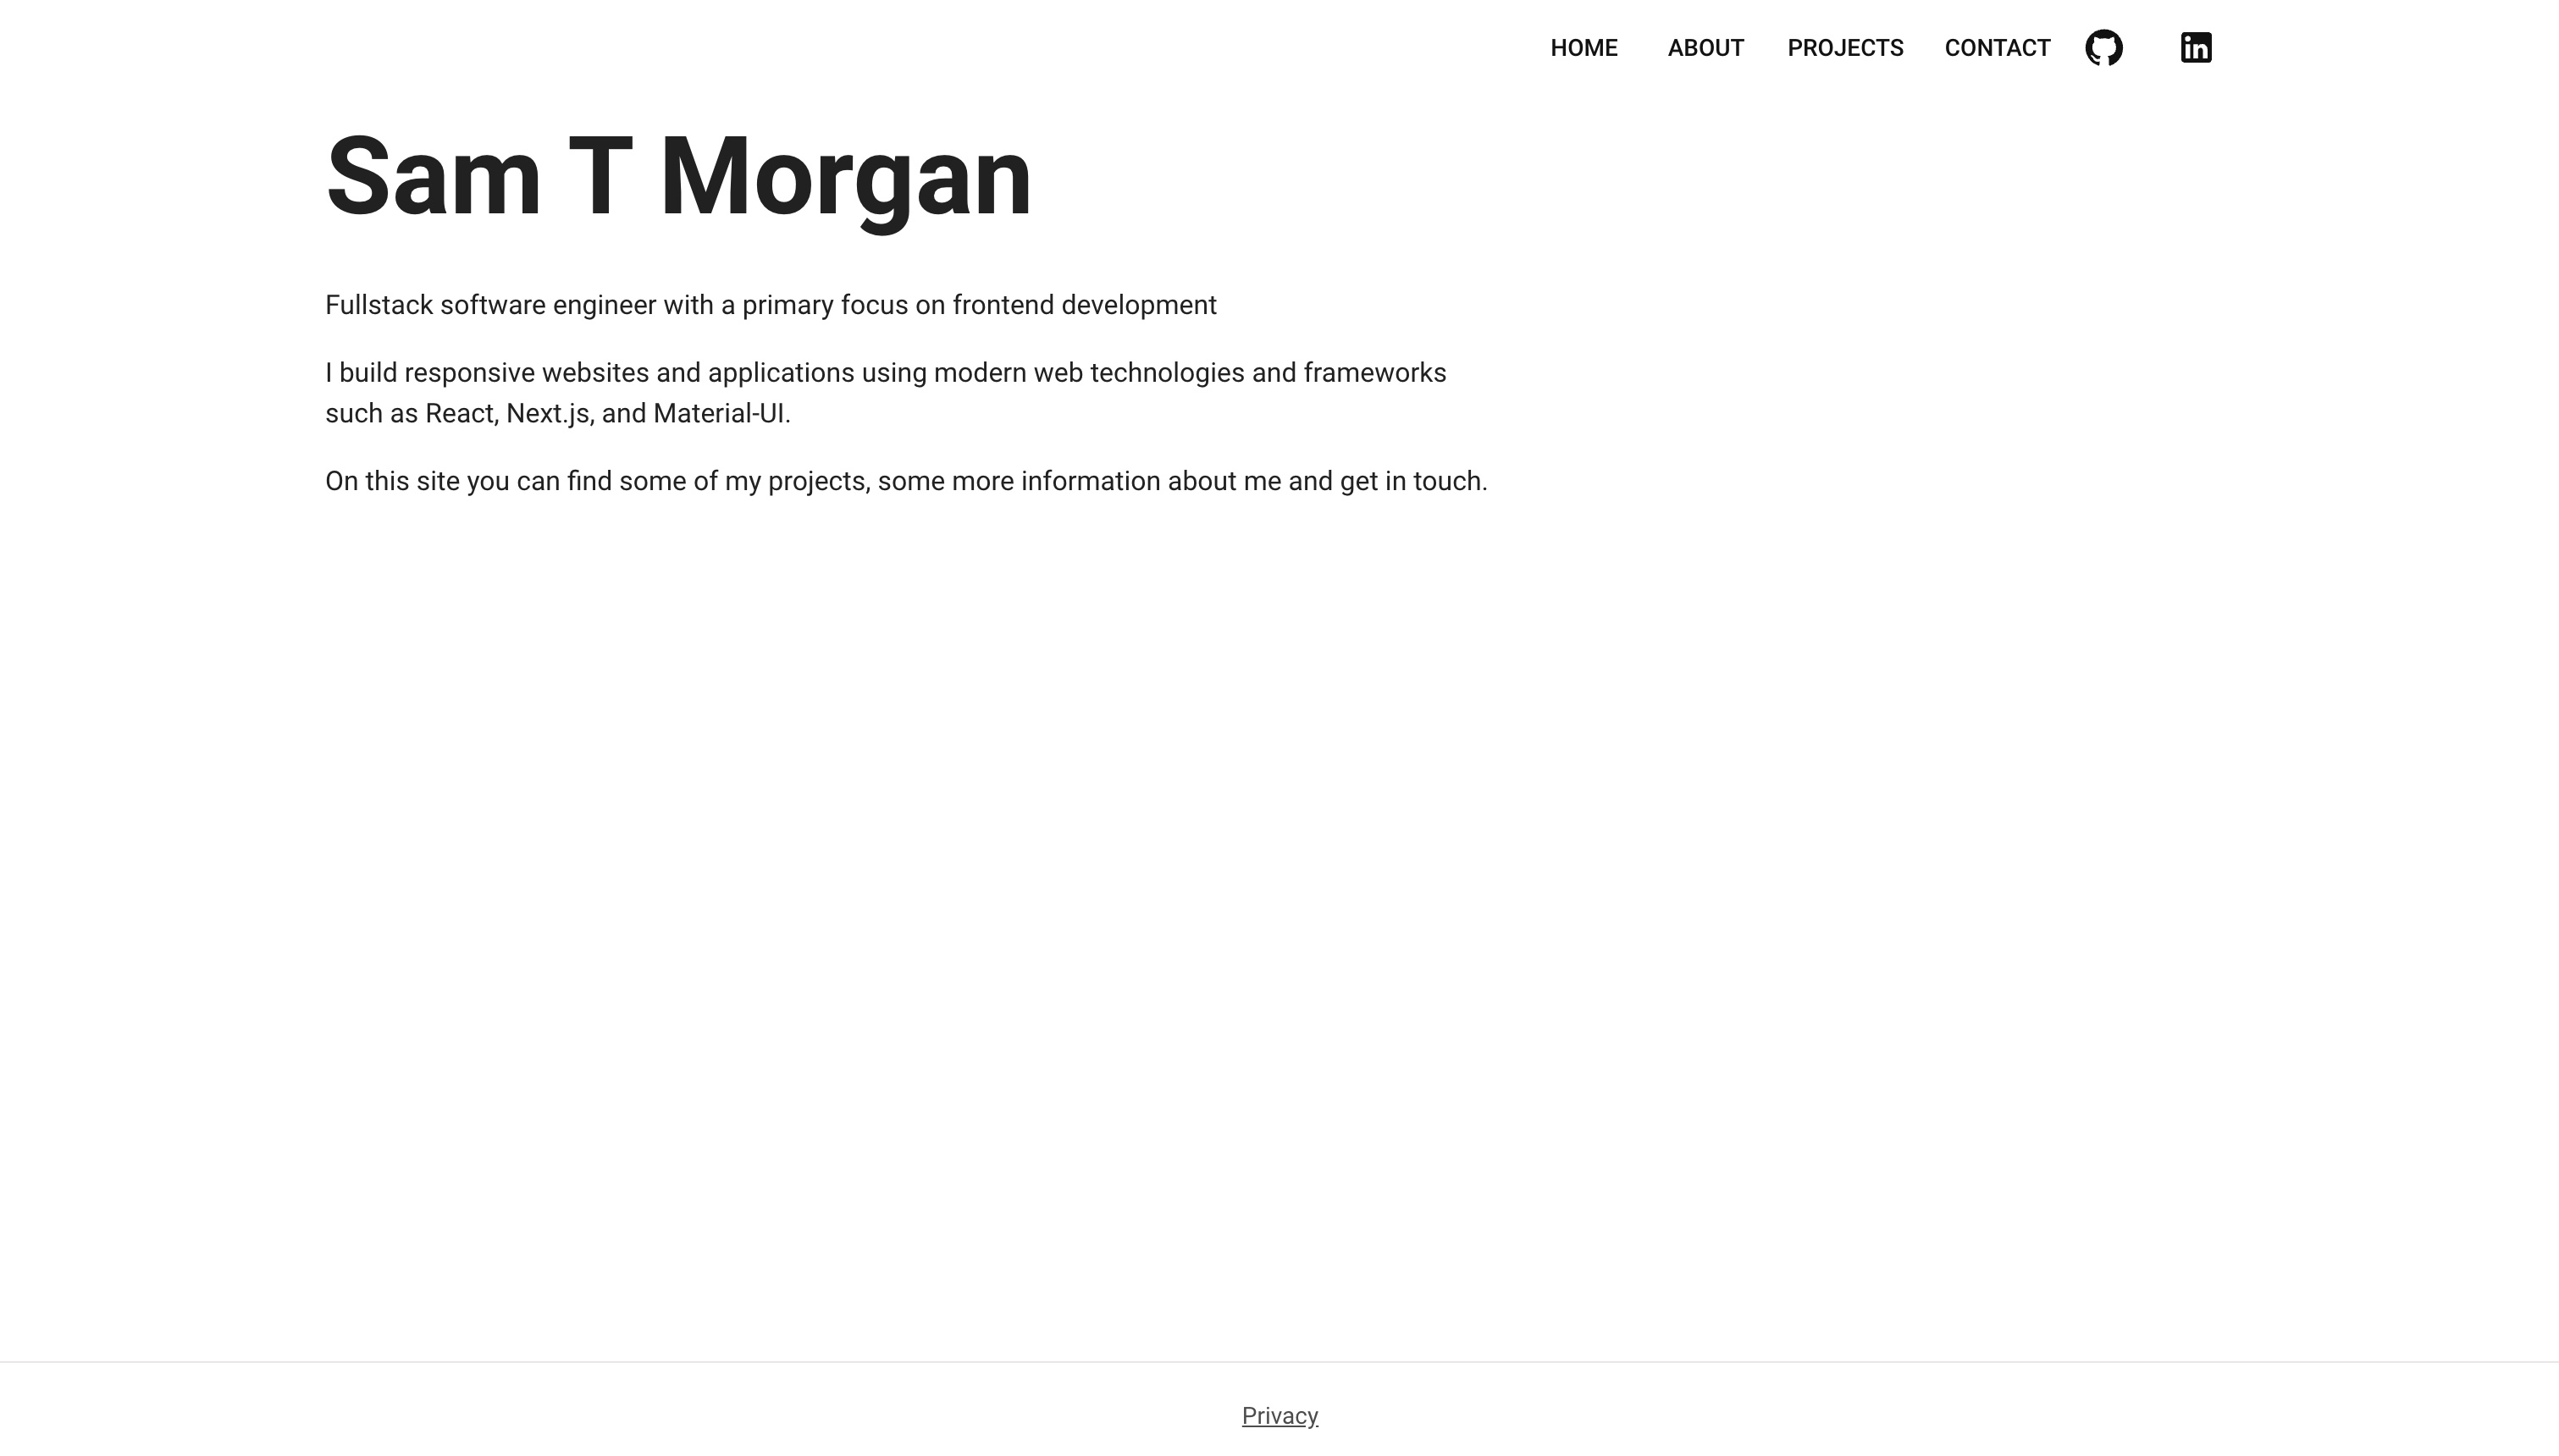 HOME ABOUT PROJECTS CONTACT in
Sam T Morgan
Fullstack software engineer with a primary focus on frontend development
I build responsive websites and applications using modern web technologies and frameworks
such as React, Next.js, and Material-UI.
On this site you can find some of my projects, some more information about me and get in touch.
Privacy